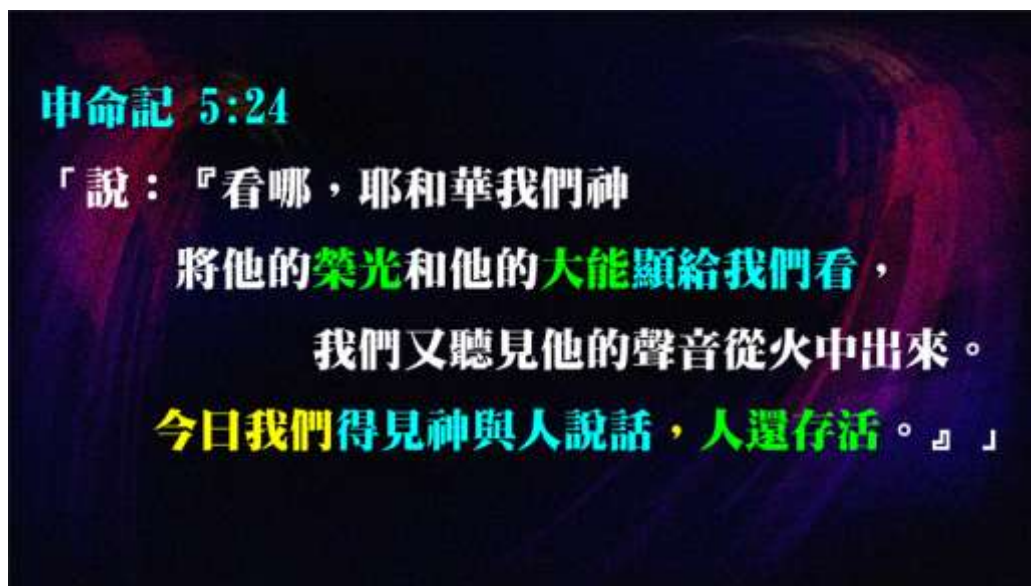 申命記 5:24
「說：『看哪，耶和華我們神
將他的榮光和他的大能顯給我們看，
我們又聽見他的聲音從火中出來。
今日我們得見神與人說話，人還存活。』」